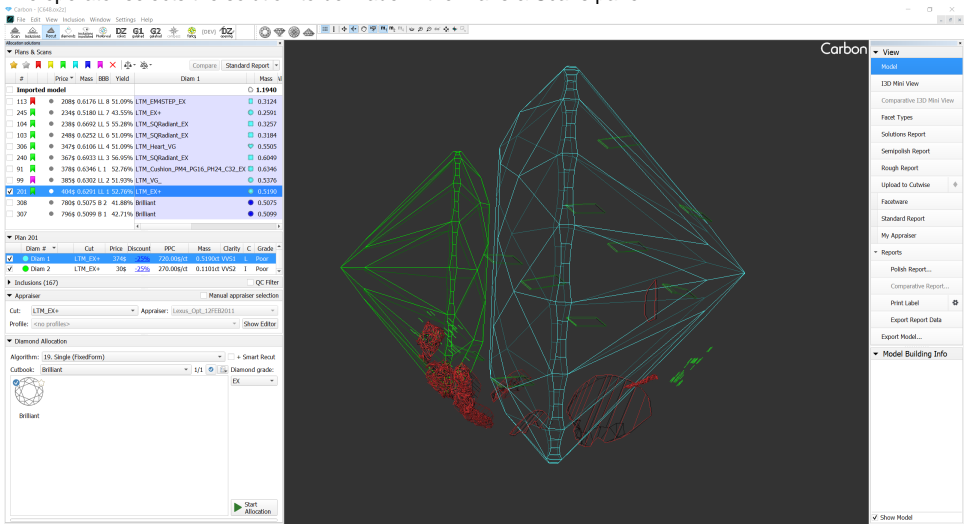 Carbon - [C648.ox2z]
File Edit View Inclusion Window Settings Help
Scan Inclusions Recut diamonds [DEV]
Allocation solutions
Plans & Scans
Compare Standard Report
# Price Mass BBB Yield Diam 1 Mass
Imported model 1.1940
113 208$ 0.6176 LL 8 51.09% LTM_EM4STEP_EX 0.3124
245 234$ 0.5180 LL 7 43.55% LTM_EX+ 0.2591
104 238$ 0.6692 LL 5 55.28% LTM_SQRadiant_EX 0.3257
103 248$ 0.6252 LL 6 51.09% LTM_SQRadiant_EX 0.3184
306 347$ 0.6106 LL 4 51.09% LTM_Heart_VG 0.5505
240 367$ 0.6933 LL 3 56.95% LTM_SQRadiant_EX 0.6049
91 378$ 0.6346 L 1 52.76% LTM_Cushion_PM4_PG16_PH24_C32_EX 0.6346
99 385$ 0.6302 LL 2 51.93% LTM_VG_ 0.5376
201 404$ 0.6291 LL 1 52.76% LTM_EX+ 0.5190
308 780$ 0.5075 B 2 41.88% Brilliant 0.5075
307 796$ 0.5099 B 1 42.71% Brilliant 0.5099
Plan 201
Diam # Cut Price Discount PPC Mass Clarity C Grade
Diam 1 LTM_EX+ 374$ -25% 720.00$/ct 0.5190ct VVS1 L Poor
Diam 2 LTM_EX+ 30$ -25% 270.00$/ct 0.1101ct VVS2 I Poor
Inclusions (167) QC Filter
Appraiser Manual appraiser selection
Cut: LTM_EX+ Appraiser: Lexus_Opt_12FEB2011
Profile: <no profiles> Show Editor
Diamond Allocation
Algorithm: 19. Single (FixedForm) + Smart Recut
Cutbook: Brilliant 1/1 Diamond grade:
EX
Brilliant
Start
Allocation
Carbon
View
Model
I3D Mini View
Comparative I3D Mini View
Facet Types
Solutions Report
Semipolish Report
Rough Report
Upload to Cutwise
Facetware
Standard Report
My Appraiser
Reports
Polish Report...
Comparative Report...
Print Label
Export Report Data
Export Model...
Model Building Info
Show Model